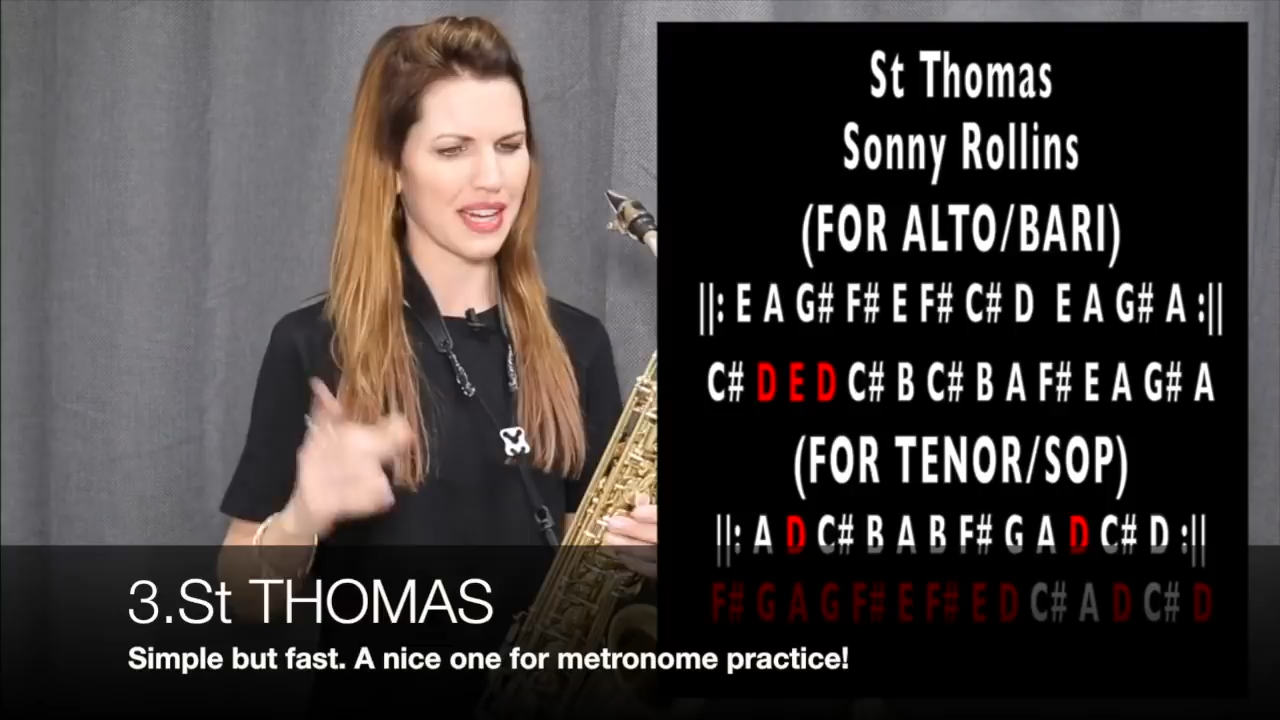 St Thomas
Sonny Rollins
(FOR ALTO/BARI)
||: E A G# F# E F# C# D E A G# A :||
C# D E D C# B C# B A F# E A G# A
(FOR TENOR/SOP)
||: A D C# B A B F# G A D C# D :||
F# G A G F# E F# E D C# A D C# D
3.St THOMAS
Simple but fast. A nice one for metronome practice!